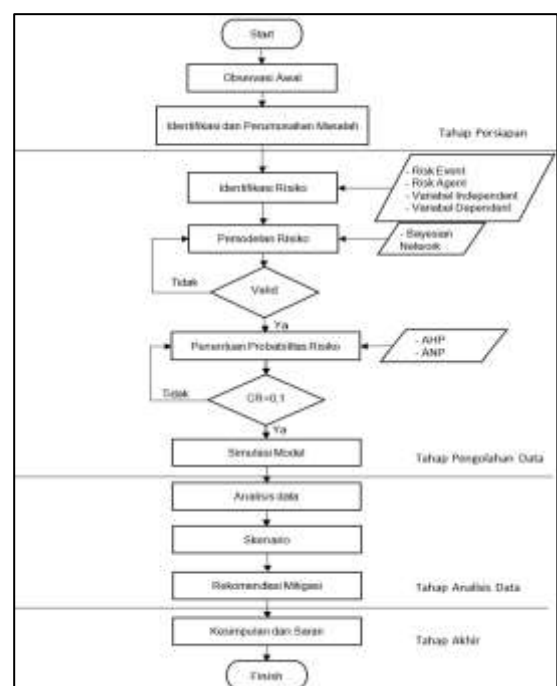 Start
Observasi Awal
Identifikasi dan Perumusahan Masalah
Tahap Persiapan
Identifikasi Risiko
- Risk Event
- Risk Agent
- Variabel Independent
- Variabel Dependent
Pemodelan Risiko
- Bayesian
Network
Tidak
Valid
Ya
Penentuan Probabilitas Risiko
- AHP
- ANP
Tidak
CR=0,1
Ya
Simulasi Model
Tahap Pengolahan Data
Analisis data
Skenario
Rekomendasi Mitigasi
Tahap Analisis Data
Kesimpulan dan Saran
Tahap Akhir
Finish